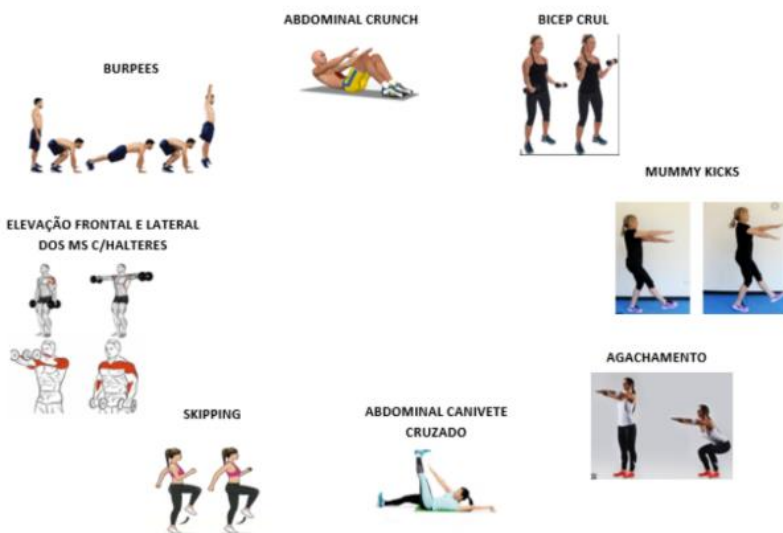 ABDOMINAL CRUNCH
BICEP CRUL
BURPEES
MUMMY KICKS
ELEVAÇÃO FRONTAL E LATERAL
DOS MS C/HALTERES
AGACHAMENTO
ABDOMINAL CANIVETE
CRUZADO
SKIPPING